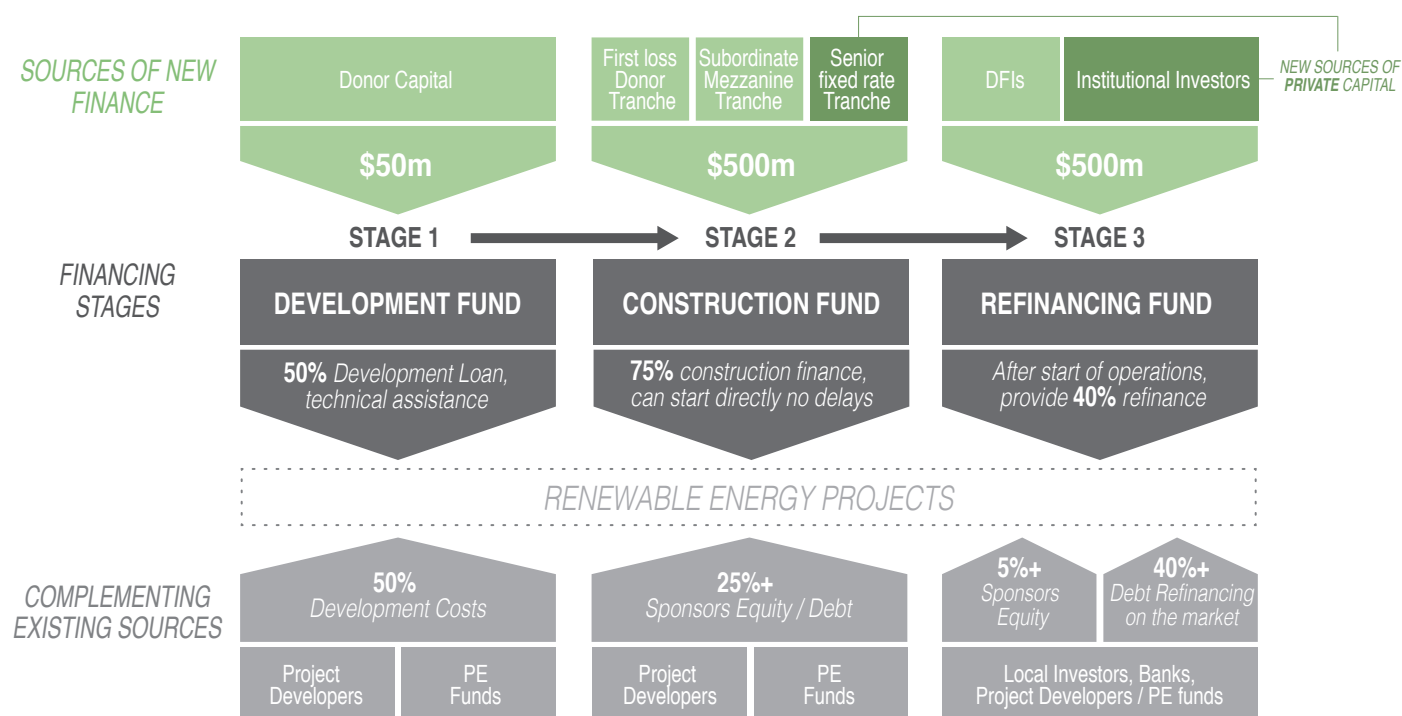 SOURCES OF NEW
FINANCE
Donor Capital
First loss
Donor
Tranche
Subordinate
Mezzanine
Tranche
Senior
fixed rate
Tranche
DFIs
Institutional Investors
NEW SOURCES OF
PRIVATE CAPITAL
$50m
$500m
$500m
STAGE 1
STAGE 2
STAGE 3
FINANCING
STAGES
DEVELOPMENT FUND
CONSTRUCTION FUND
REFINANCING FUND
50% Development Loan,
technical assistance
75% construction finance,
can start directly no delays
After start of operations,
provide 40% refinance
RENEWABLE ENERGY PROJECTS
COMPLEMENTING
EXISTING SOURCES
50%
Development Costs
25%+
Sponsors Equity / Debt
5%+
Sponsors
Equity
40%+
Debt Refinancing
on the market
Project
Developers
PE
Funds
Project
Developers
PE
Funds
Local Investors, Banks,
Project Developers / PE funds